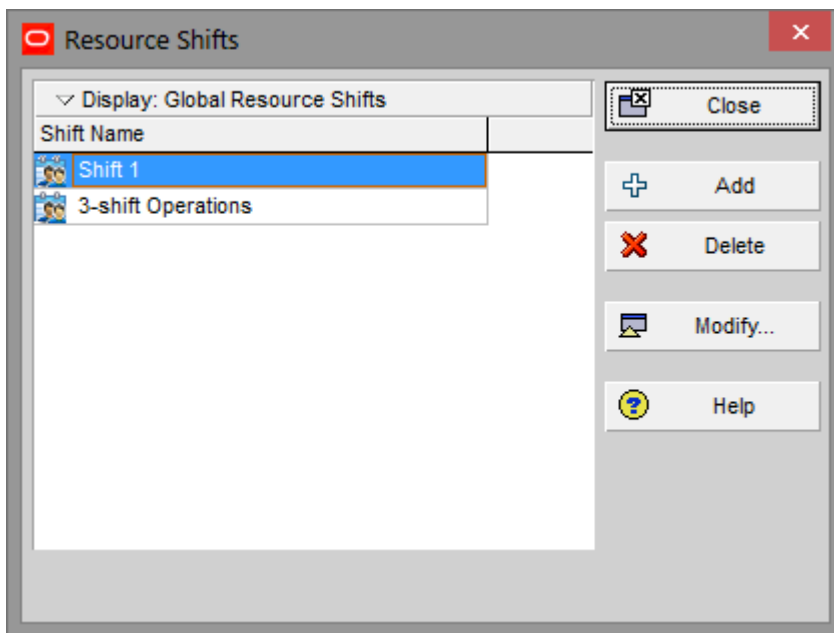 Resource Shifts
Display: Global Resource Shifts
Shift Name
Shift 1
3-shift Operations
Close
Add
Delete
Modify...
Help